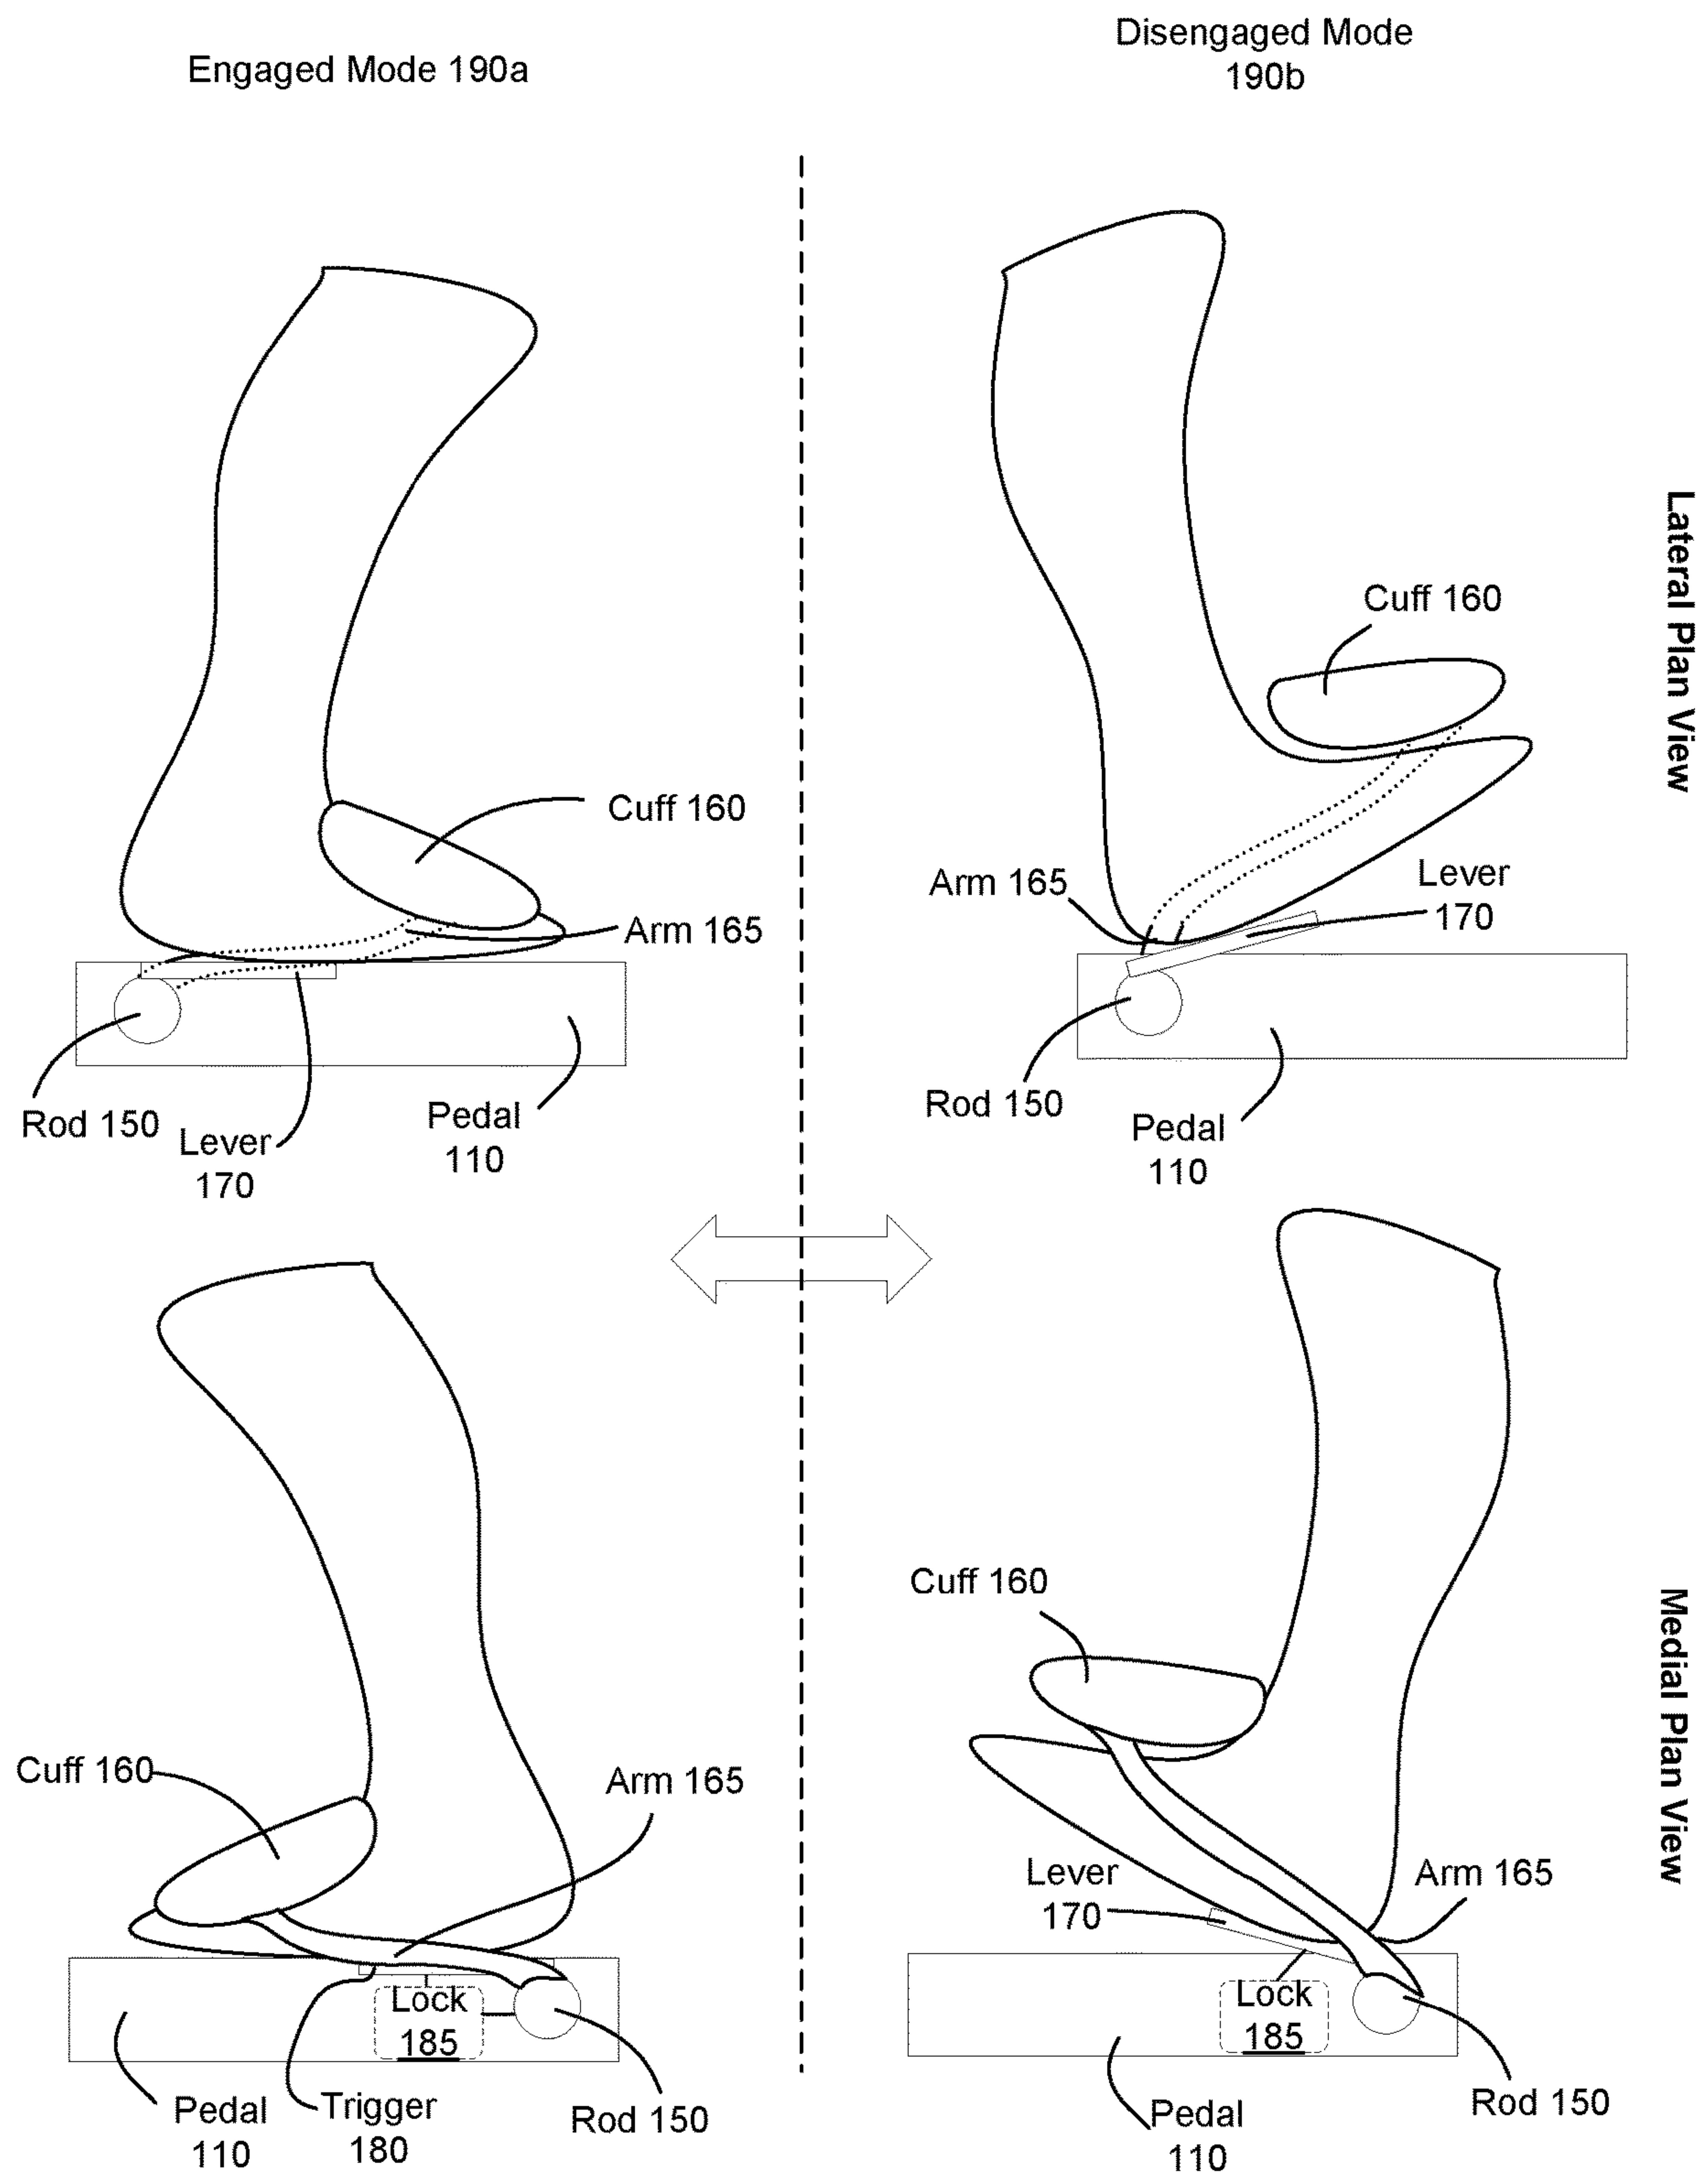 Engaged Mode 190a
Disengaged Mode
190b
Lateral Plan View
Cuff 160
Arm 165
Rod 150
Lever
170
Pedal
110
Cuff 160
Arm 165
Lever
170
Rod 150
Pedal
110
Medial Plan View
Cuff 160
Arm 165
Lock
185
Pedal
110
Trigger
180
Rod 150
Cuff 160
Lever
170
Arm 165
Lock
185
Rod 150
Pedal
110